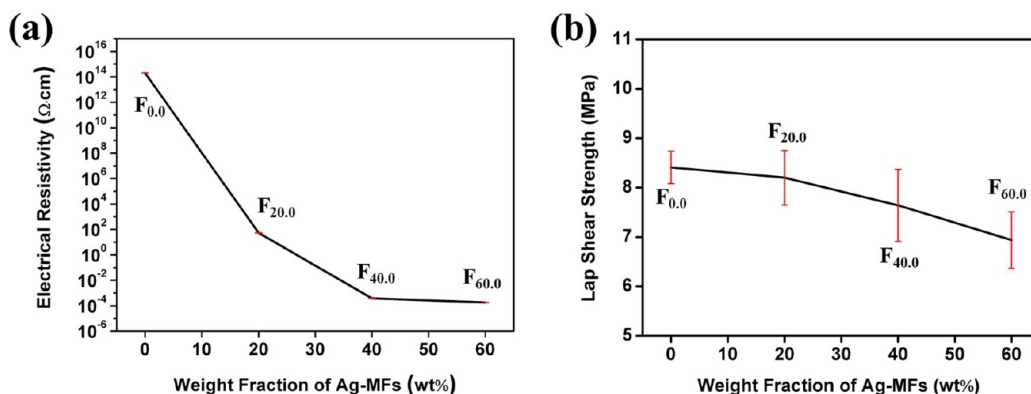 (a)
Electrical Resistivity (Ω·cm)
10^16
10^14
10^12
10^10
10^8
10^6
10^4
10^2
10^0
10^-2
10^-4
10^-6
F0.0
F20.0
F40.0
F60.0
0 10 20 30 40 50 60
Weight Fraction of Ag-MFs (wt%)
(b)
Lap Shear Strength (MPa)
11
10
9
8
7
6
5
F0.0
F20.0
F40.0
F60.0
0 10 20 30 40 50 60
Weight Fraction of Ag-MFs (wt%)